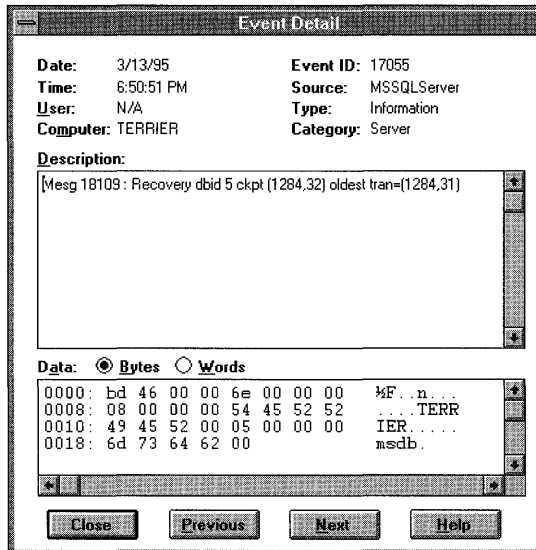 Event Detail
Date: 3/13/95 Event ID: 17055
Time: 6:50:51 PM Source: MSSQLServer
User: N/A Type: Information
Computer: TERRIER Category: Server
Description:
Mesg 18109 : Recovery dbid 5 ckpt (1284,32) oldest tran=(1284,31)
Data: Bytes Words
0000: bd 46 00 00 6e 00 00 00 ½F..n...
0008: 08 00 00 00 54 45 52 52 ....TERR
0010: 49 45 52 00 05 00 00 00 IER.....
0018: 6d 73 64 62 00 msdb.
Close Previous Next Help